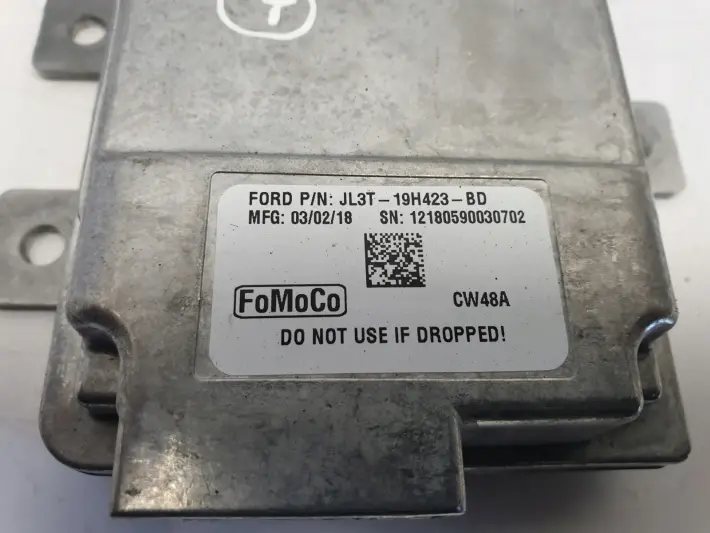 T
FORD P/N: JL3T-19H423-BD
MFG: 03/02/18 SN: 12180590030702
FoMoCo
CW48A
DO NOT USE IF DROPPED!